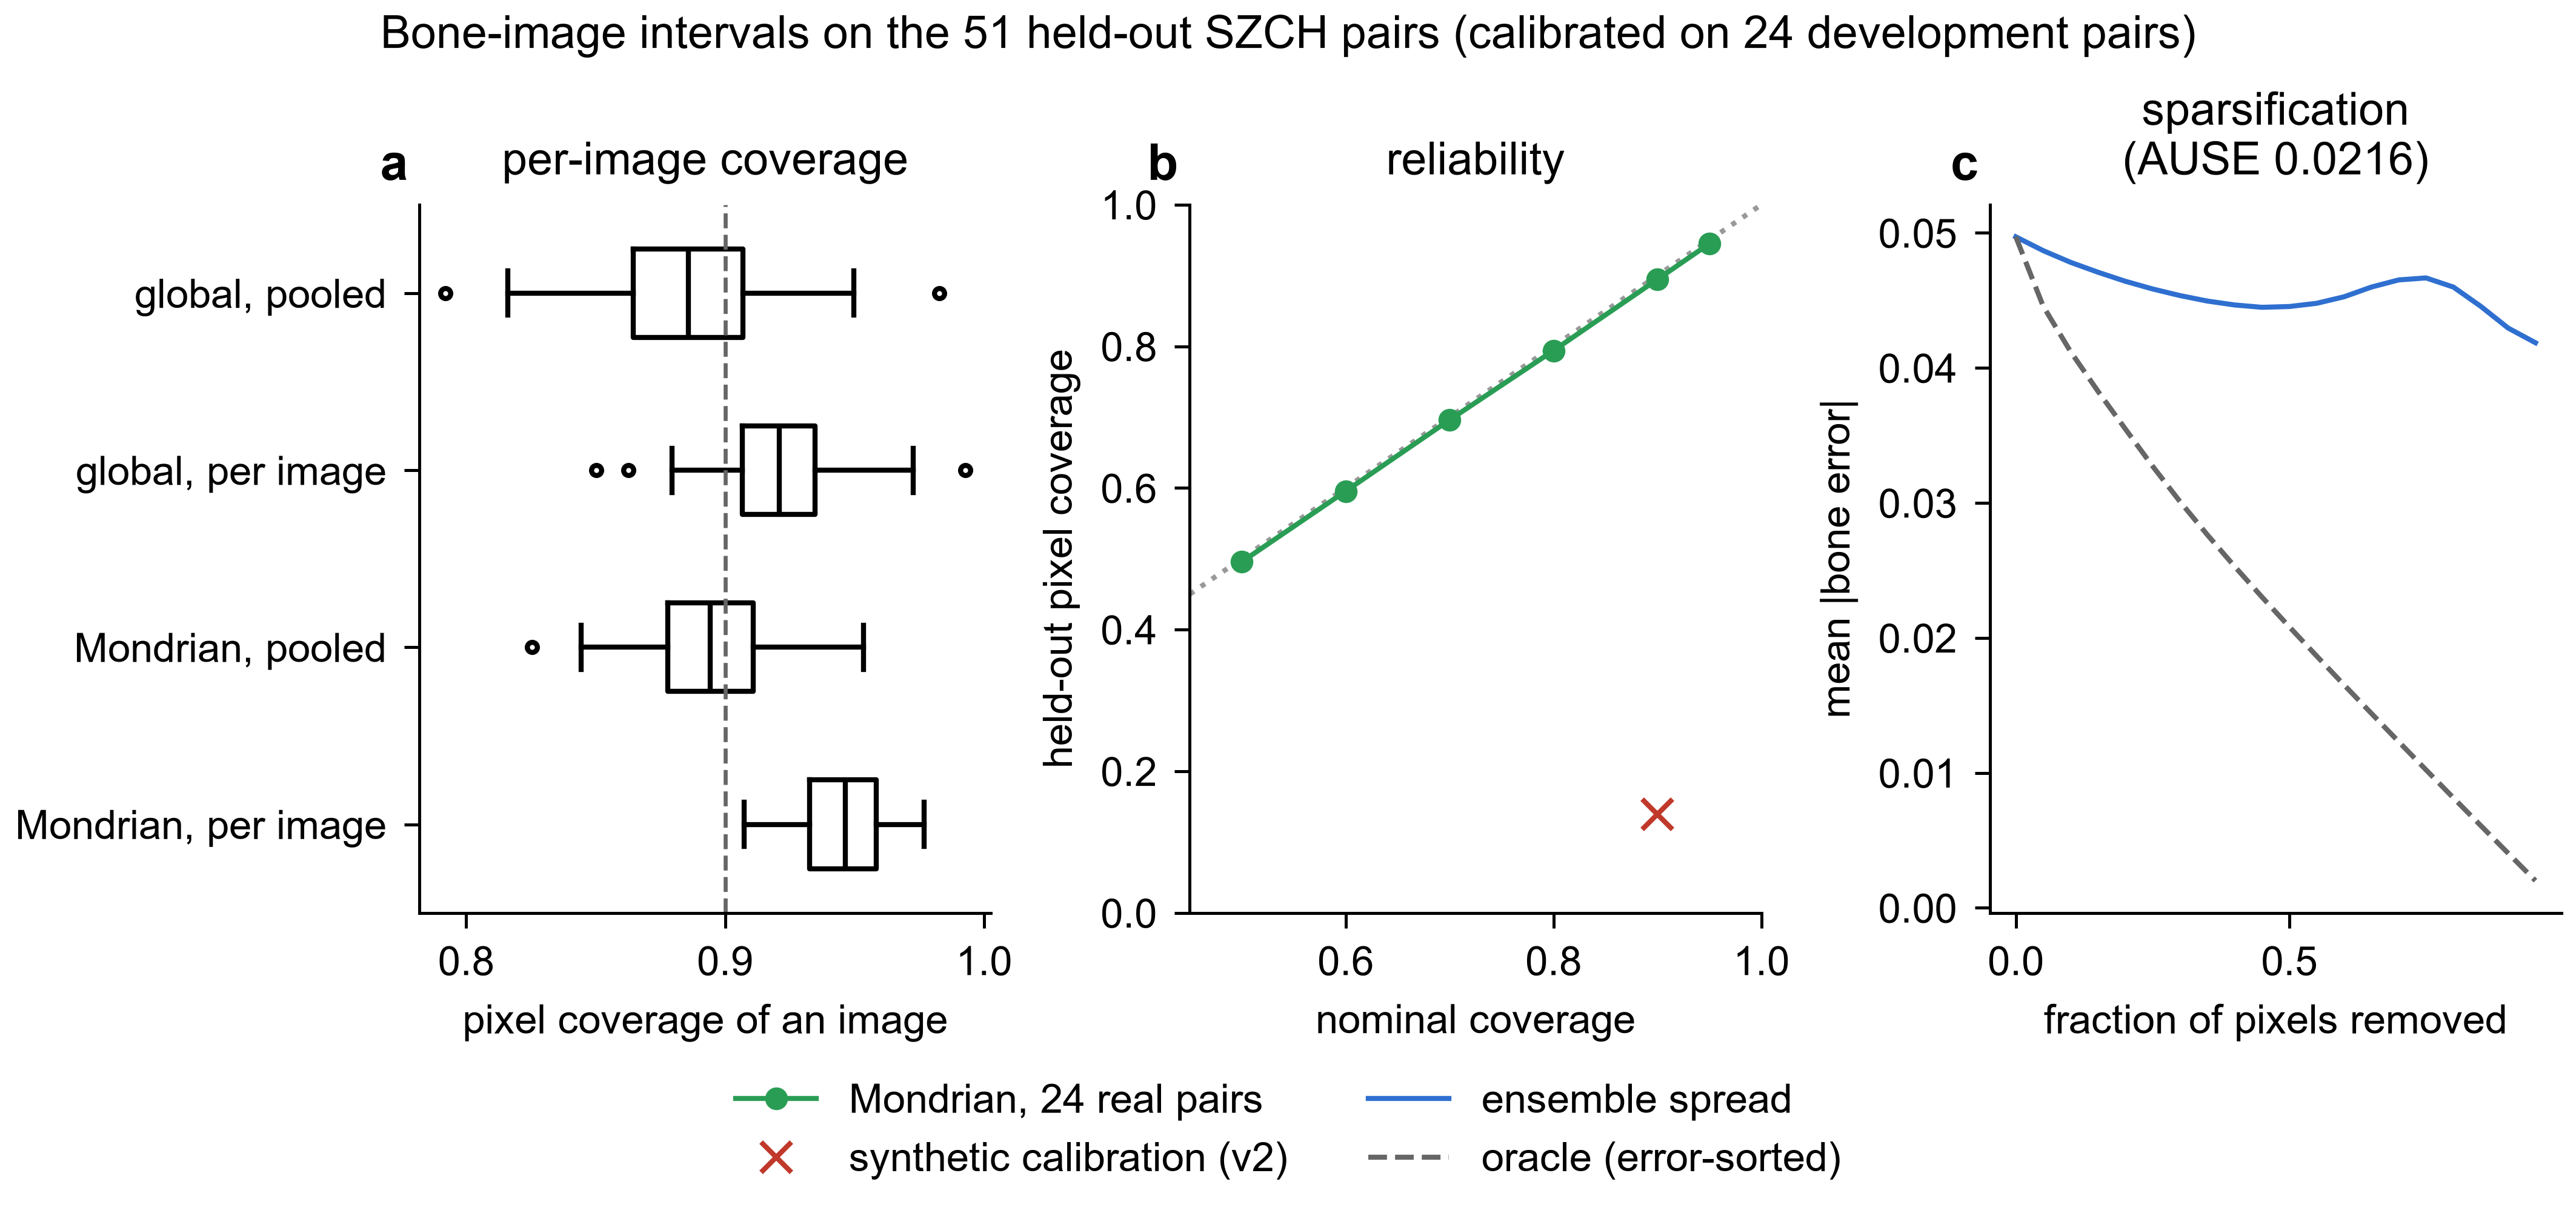 Bone-image intervals on the 51 held-out SZCH pairs (calibrated on 24 development pairs)
a
per-image coverage
global, pooled
global, per image
Mondrian, pooled
Mondrian, per image
0.8
0.9
1.0
pixel coverage of an image
b
reliability
held-out pixel coverage
1.0
0.8
0.6
0.4
0.2
0.0
0.6
0.8
1.0
nominal coverage
c
sparsification
(AUSE 0.0216)
mean |bone error|
0.05
0.04
0.03
0.02
0.01
0.00
0.0
0.5
fraction of pixels removed
Mondrian, 24 real pairs
synthetic calibration (v2)
ensemble spread
oracle (error-sorted)